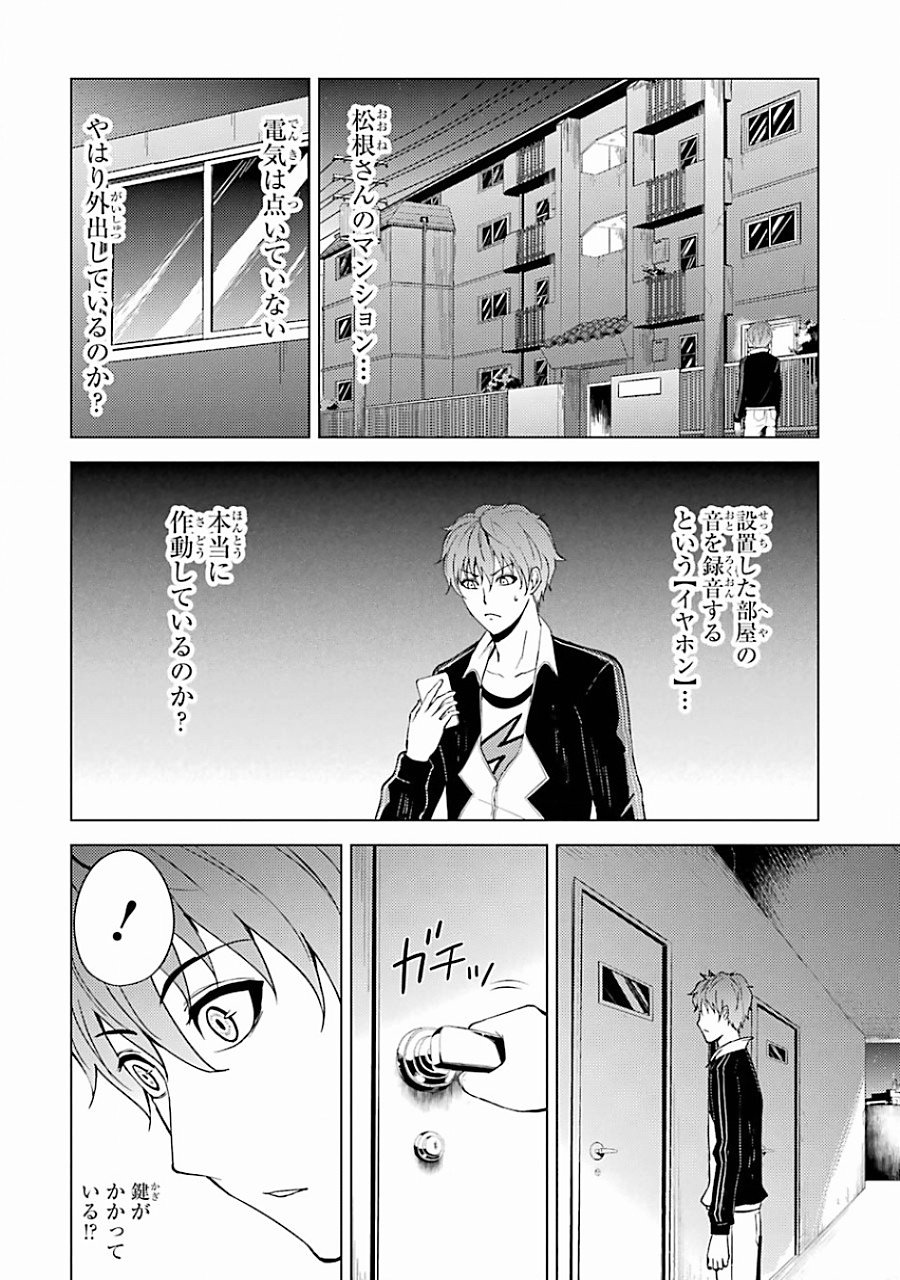 松根さんのマンション…
電気は点いていない
やはり外出しているのか?
設置した部屋の
音を録音する
という【イヤホン】…
本当に
作動しているのか?
ガチッ
!
鍵が
かかって
いる!?